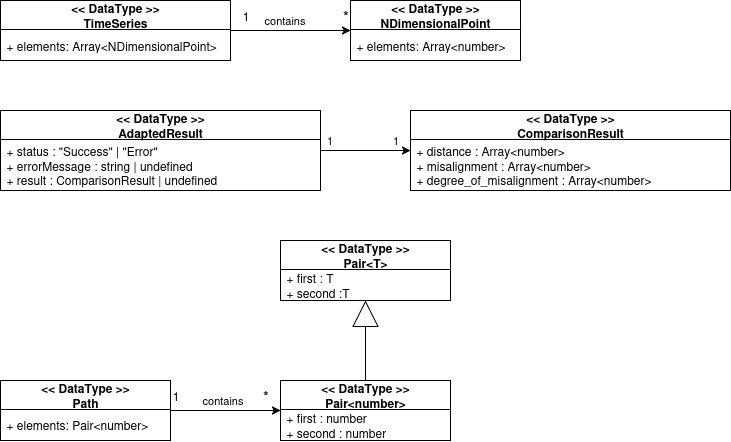 << DataType >>
TimeSeries
+ elements: Array<NDimensionalPoint>
1
contains
*
<< DataType >>
NDimensionalPoint
+ elements: Array<number>
<< DataType >>
AdaptedResult
+ status : "Success" | "Error"
+ errorMessage : string | undefined
+ result : ComparisonResult | undefined
1
1
<< DataType >>
ComparisonResult
+ distance : Array<number>
+ misalignment : Array<number>
+ degree_of_misalignment : Array<number>
<< DataType >>
Pair<T>
+ first : T
+ second :T
<< DataType >>
Path
+ elements: Pair<number>
1
contains
*
<< DataType >>
Pair<number>
+ first : number
+ second : number